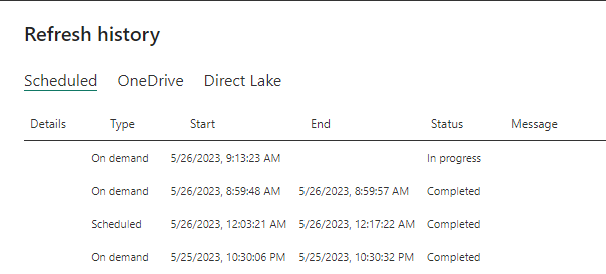 Refresh history
Scheduled OneDrive Direct Lake
Details Type Start End Status Message
On demand 5/26/2023, 9:13:23 AM In progress
On demand 5/26/2023, 8:59:48 AM 5/26/2023, 8:59:57 AM Completed
Scheduled 5/26/2023, 12:03:21 AM 5/26/2023, 12:17:22 AM Completed
On demand 5/25/2023, 10:30:06 PM 5/25/2023, 10:30:32 PM Completed